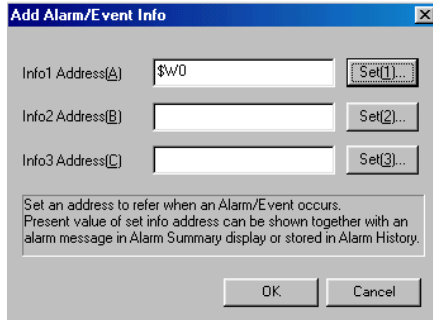 Add Alarm/Event Info
Info1 Address(A) $W0 Set(1)...
Info2 Address(B) Set(2)...
Info3 Address(C) Set(3)...
Set an address to refer when an Alarm/Event occurs.
Present value of set info address can be shown together with an
alarm message in Alarm Summary display or stored in Alarm History.
OK Cancel